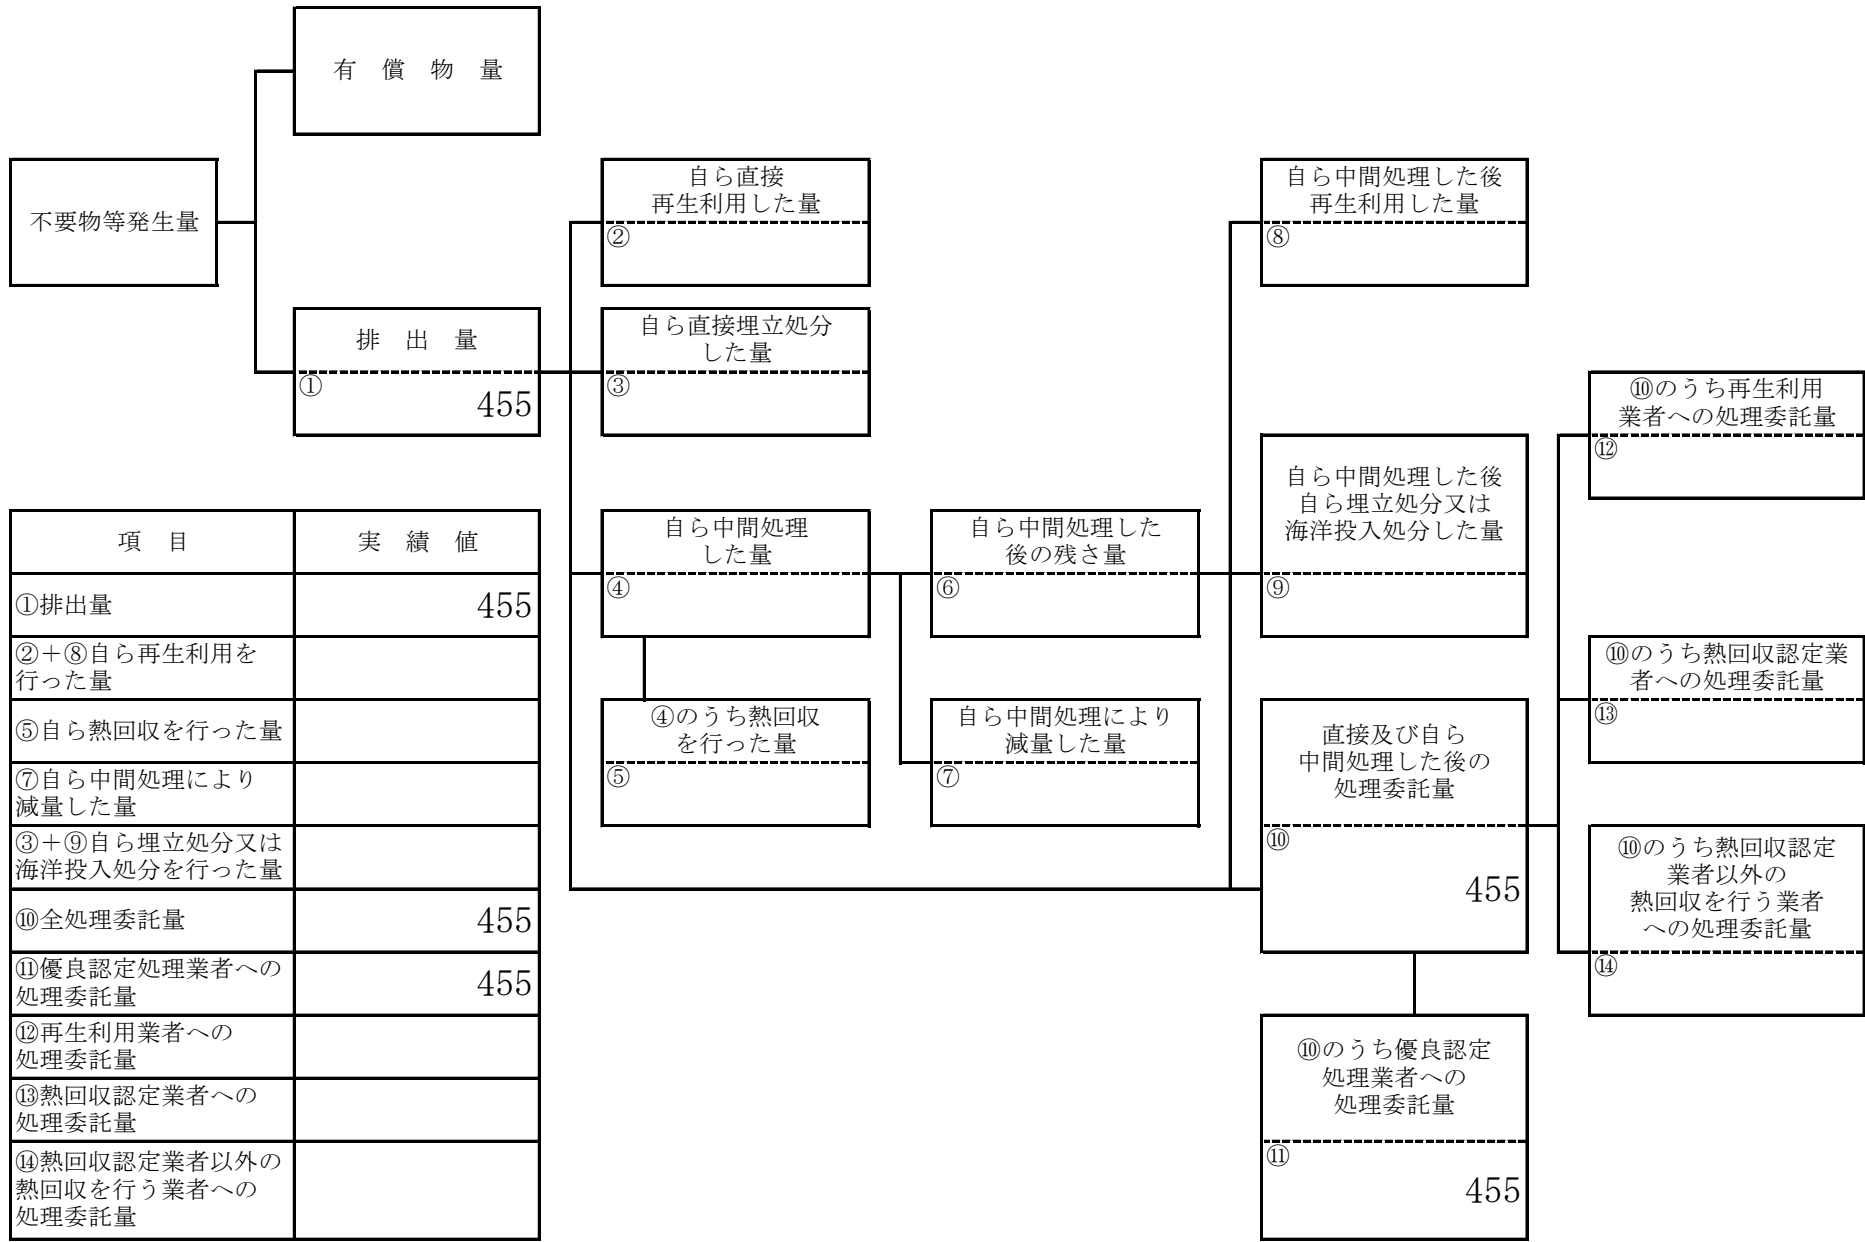 有　償　物　量
不要物等発生量
排　出　量
①
455
自ら直接
再生利用した量
②
自ら直接埋立処分
した量
③
自ら中間処理
した量
④
④のうち熱回収
を行った量
⑤
自ら中間処理した
後の残さ量
⑥
自ら中間処理により
減量した量
⑦
自ら中間処理した後
再生利用した量
⑧
自ら中間処理した後
自ら埋立処分又は
海洋投入処分した量
⑨
直接及び自ら
中間処理した後の
処理委託量
⑩
455
⑩のうち優良認定
処理業者への
処理委託量
⑪
455
⑩のうち再生利用
業者への処理委託量
⑫
⑩のうち熱回収認定業
者への処理委託量
⑬
⑩のうち熱回収認定
業者以外の
熱回収を行う業者
への処理委託量
⑭
項　目　実　績　値
①排出量　455
②＋⑧自ら再生利用を
行った量
⑤自ら熱回収を行った量
⑦自ら中間処理により
減量した量
③＋⑨自ら埋立処分又は
海洋投入処分を行った量
⑩全処理委託量　455
⑪優良認定処理業者への
処理委託量　455
⑫再生利用業者への
処理委託量
⑬熱回収認定業者への
処理委託量
⑭熱回収認定業者以外の
熱回収を行う業者への
処理委託量